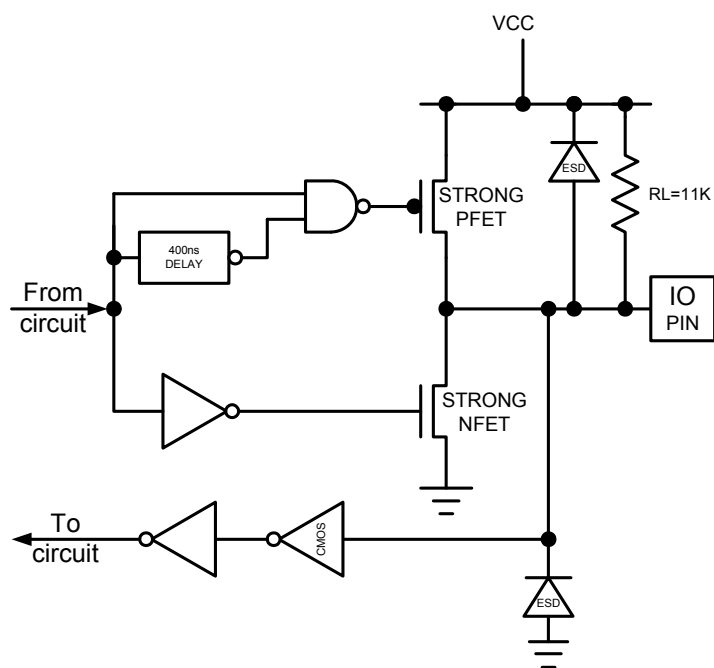 VCC
ESD
RL=11K
STRONG
PFET
400ns
DELAY
From
circuit
IO
PIN
STRONG
NFET
To
circuit
CMOS
ESD